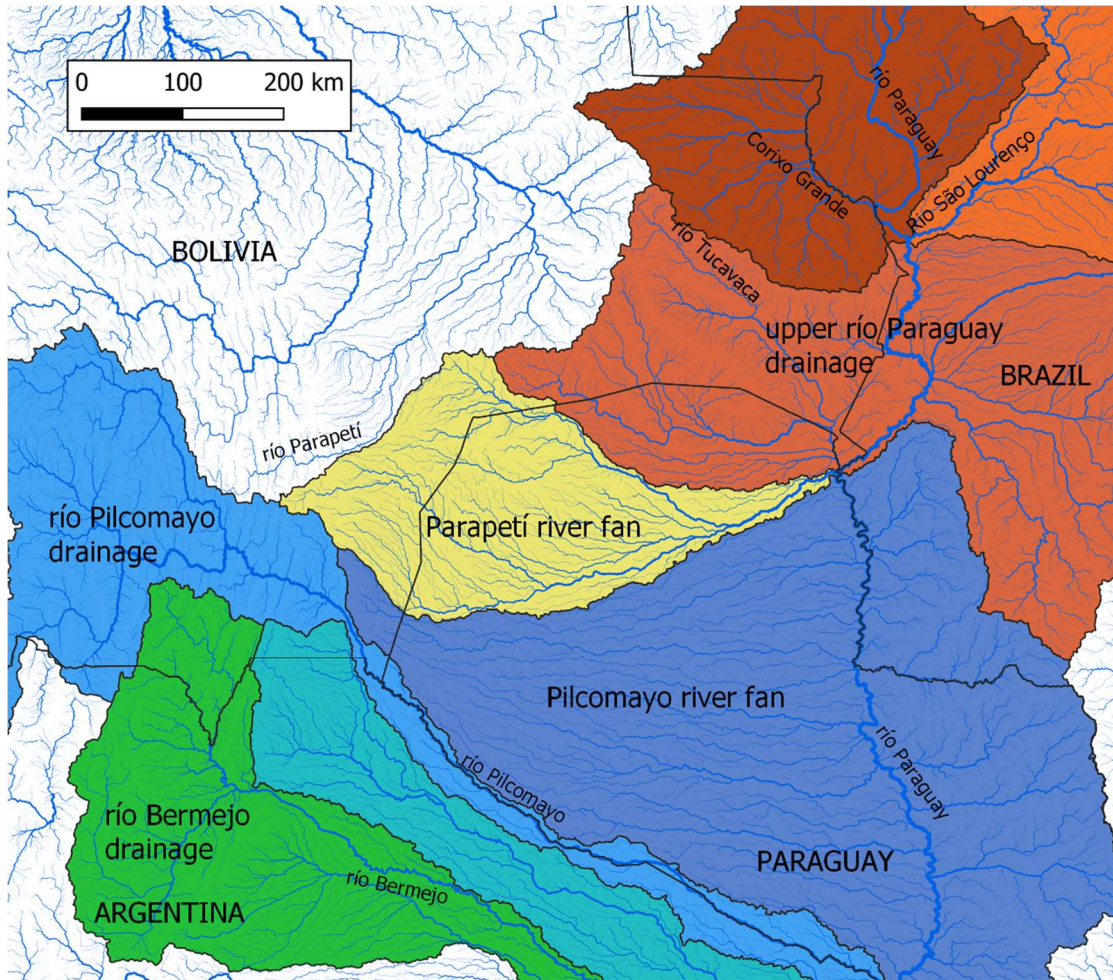 0 100 200 km
río Paraguay
Corixo Grande
Rio São Lourenço
BOLIVIA
río Tucavaca
upper río Paraguay
drainage
BRAZIL
río Parapetí
río Pilcomayo
drainage
Parapetí river fan
Pilcomayo river fan
río Pilcomayo
río Paraguay
río Bermejo
drainage
PARAGUAY
río Bermejo
ARGENTINA